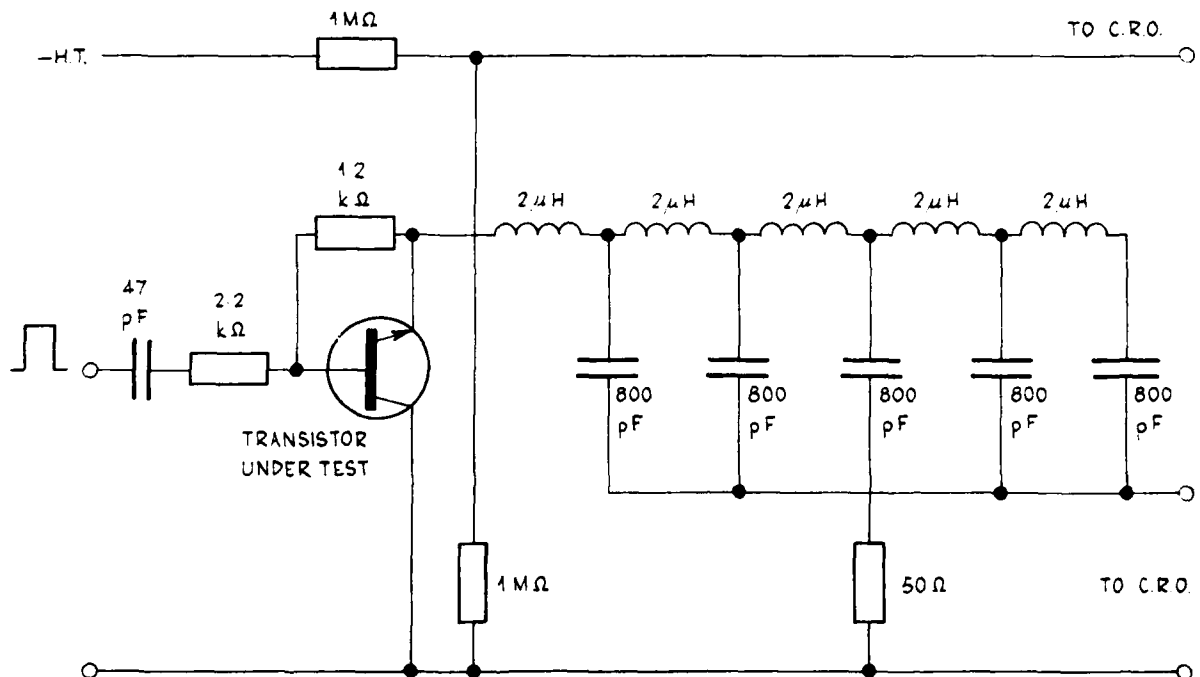 1MΩ
TO C.R.O.
-H.T.
1 2
kΩ
2μH
2μH
2μH
2μH
2μH
47
pF
2.2
kΩ
800
pF
800
pF
800
pF
800
pF
800
pF
TRANSISTOR
UNDER TEST
1MΩ
50Ω
TO C.R.O.